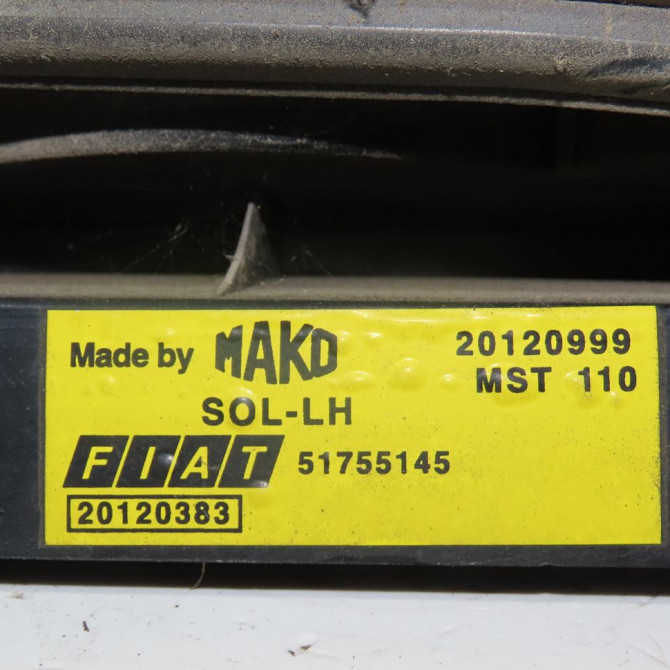 Made by MAKO 20120999
MST 110
SOL-LH
FIAT 51755145
20120383